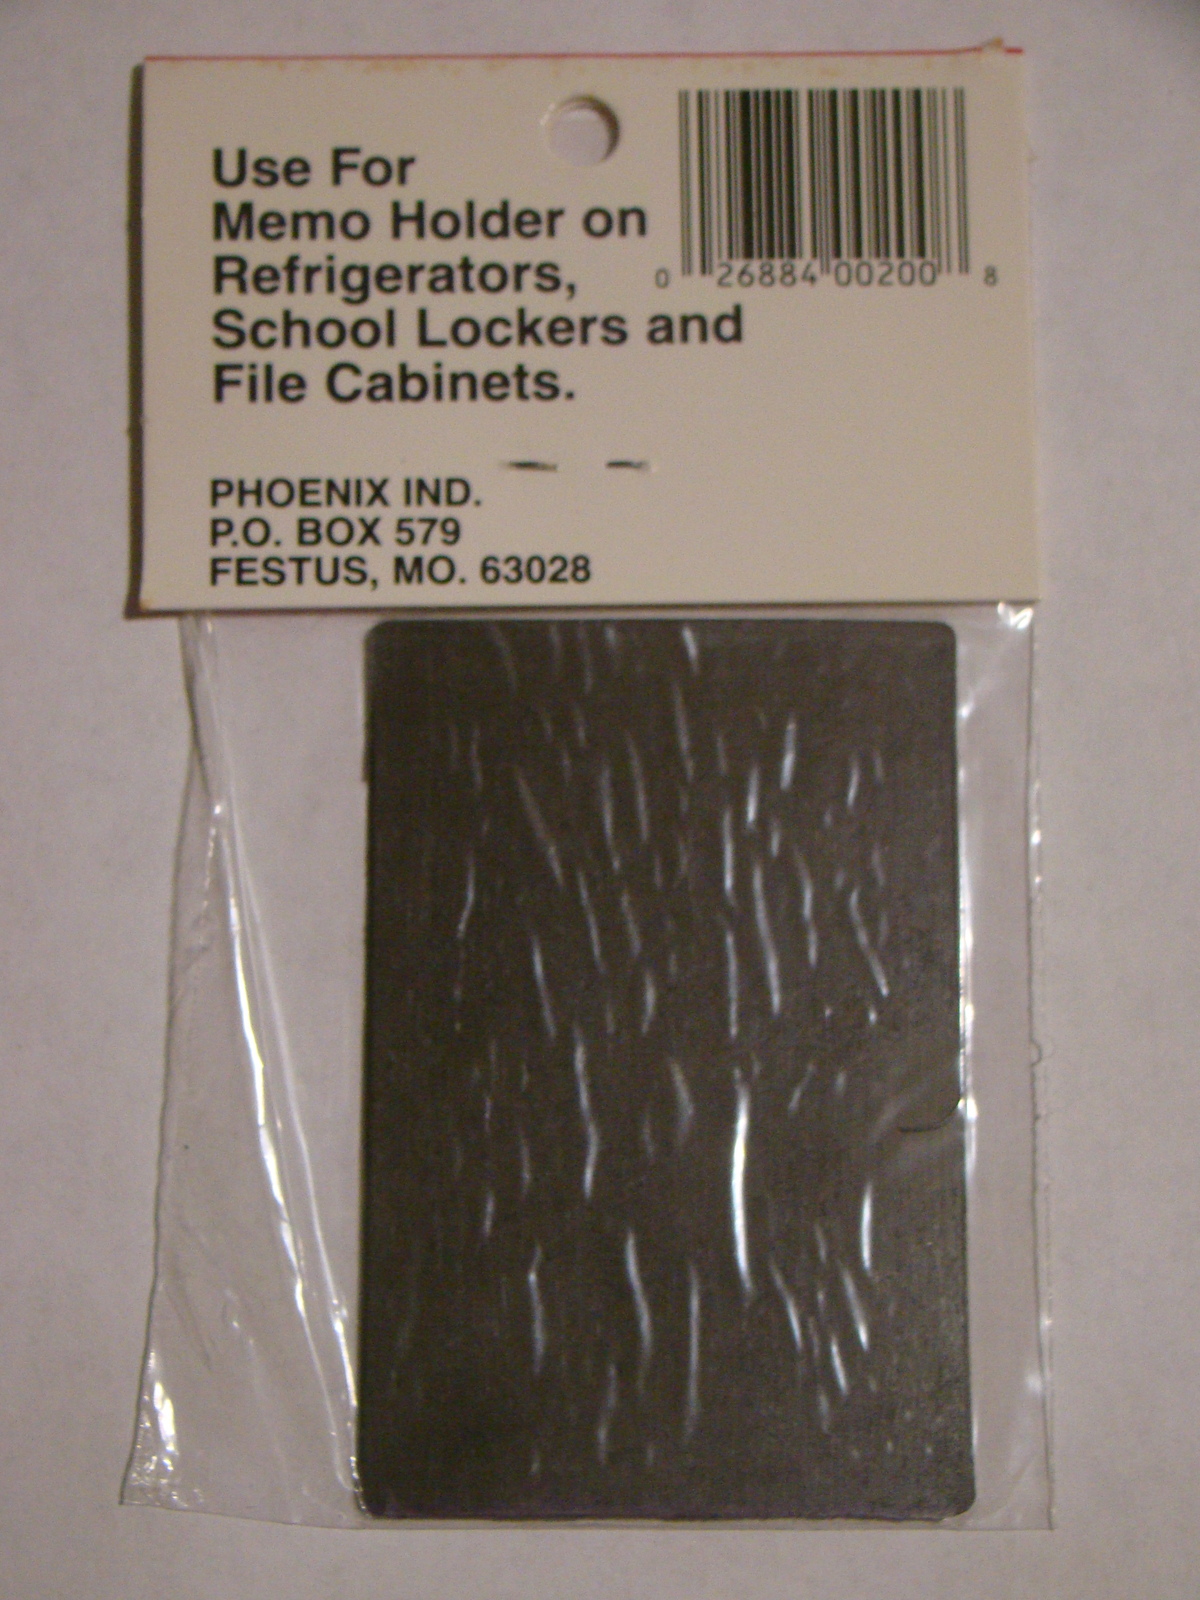 Use For
Memo Holder on
Refrigerators,
School Lockers and
File Cabinets.
0 26884 00200 8
PHOENIX IND.
P.O. BOX 579
FESTUS, MO. 63028